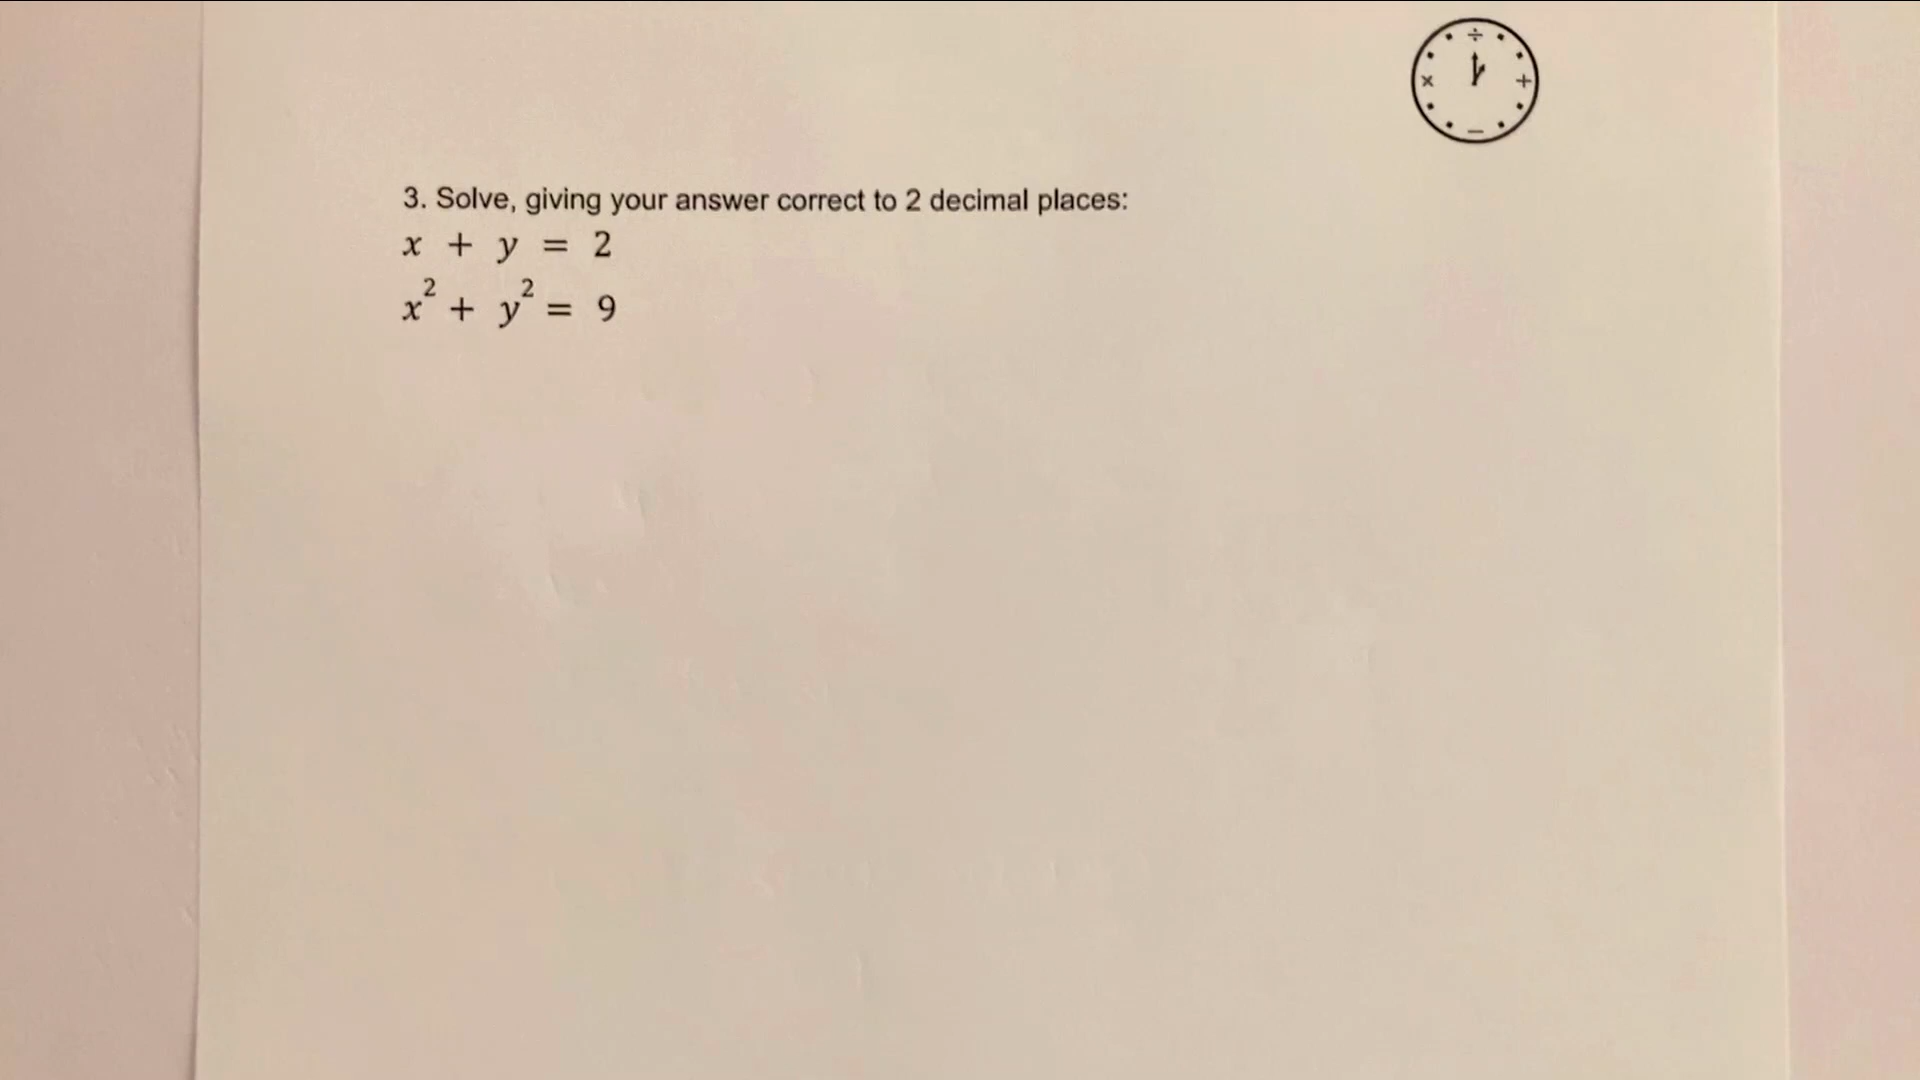 ÷
×
+
−
3. Solve, giving your answer correct to 2 decimal places:
x + y = 2
x² + y² = 9